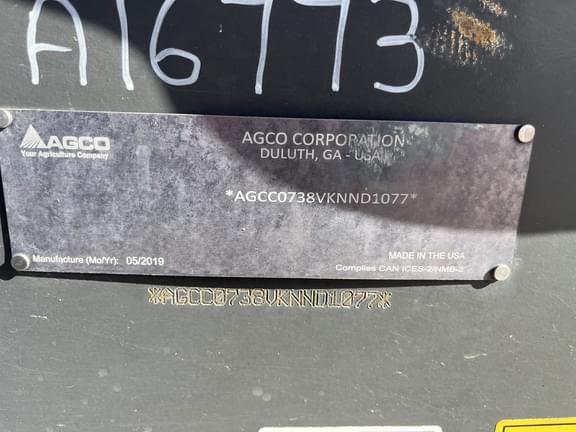 A16773
AGCO
Your Agriculture Company
AGCO CORPORATION
DULUTH, GA - USA
*AGCC0738VKNND1077*
Manufacture (Mo/Yr): 05/2019
MADE IN THE USA
Complies CAN ICES-2/NMB-2
*AGCC0738VKNND1077*